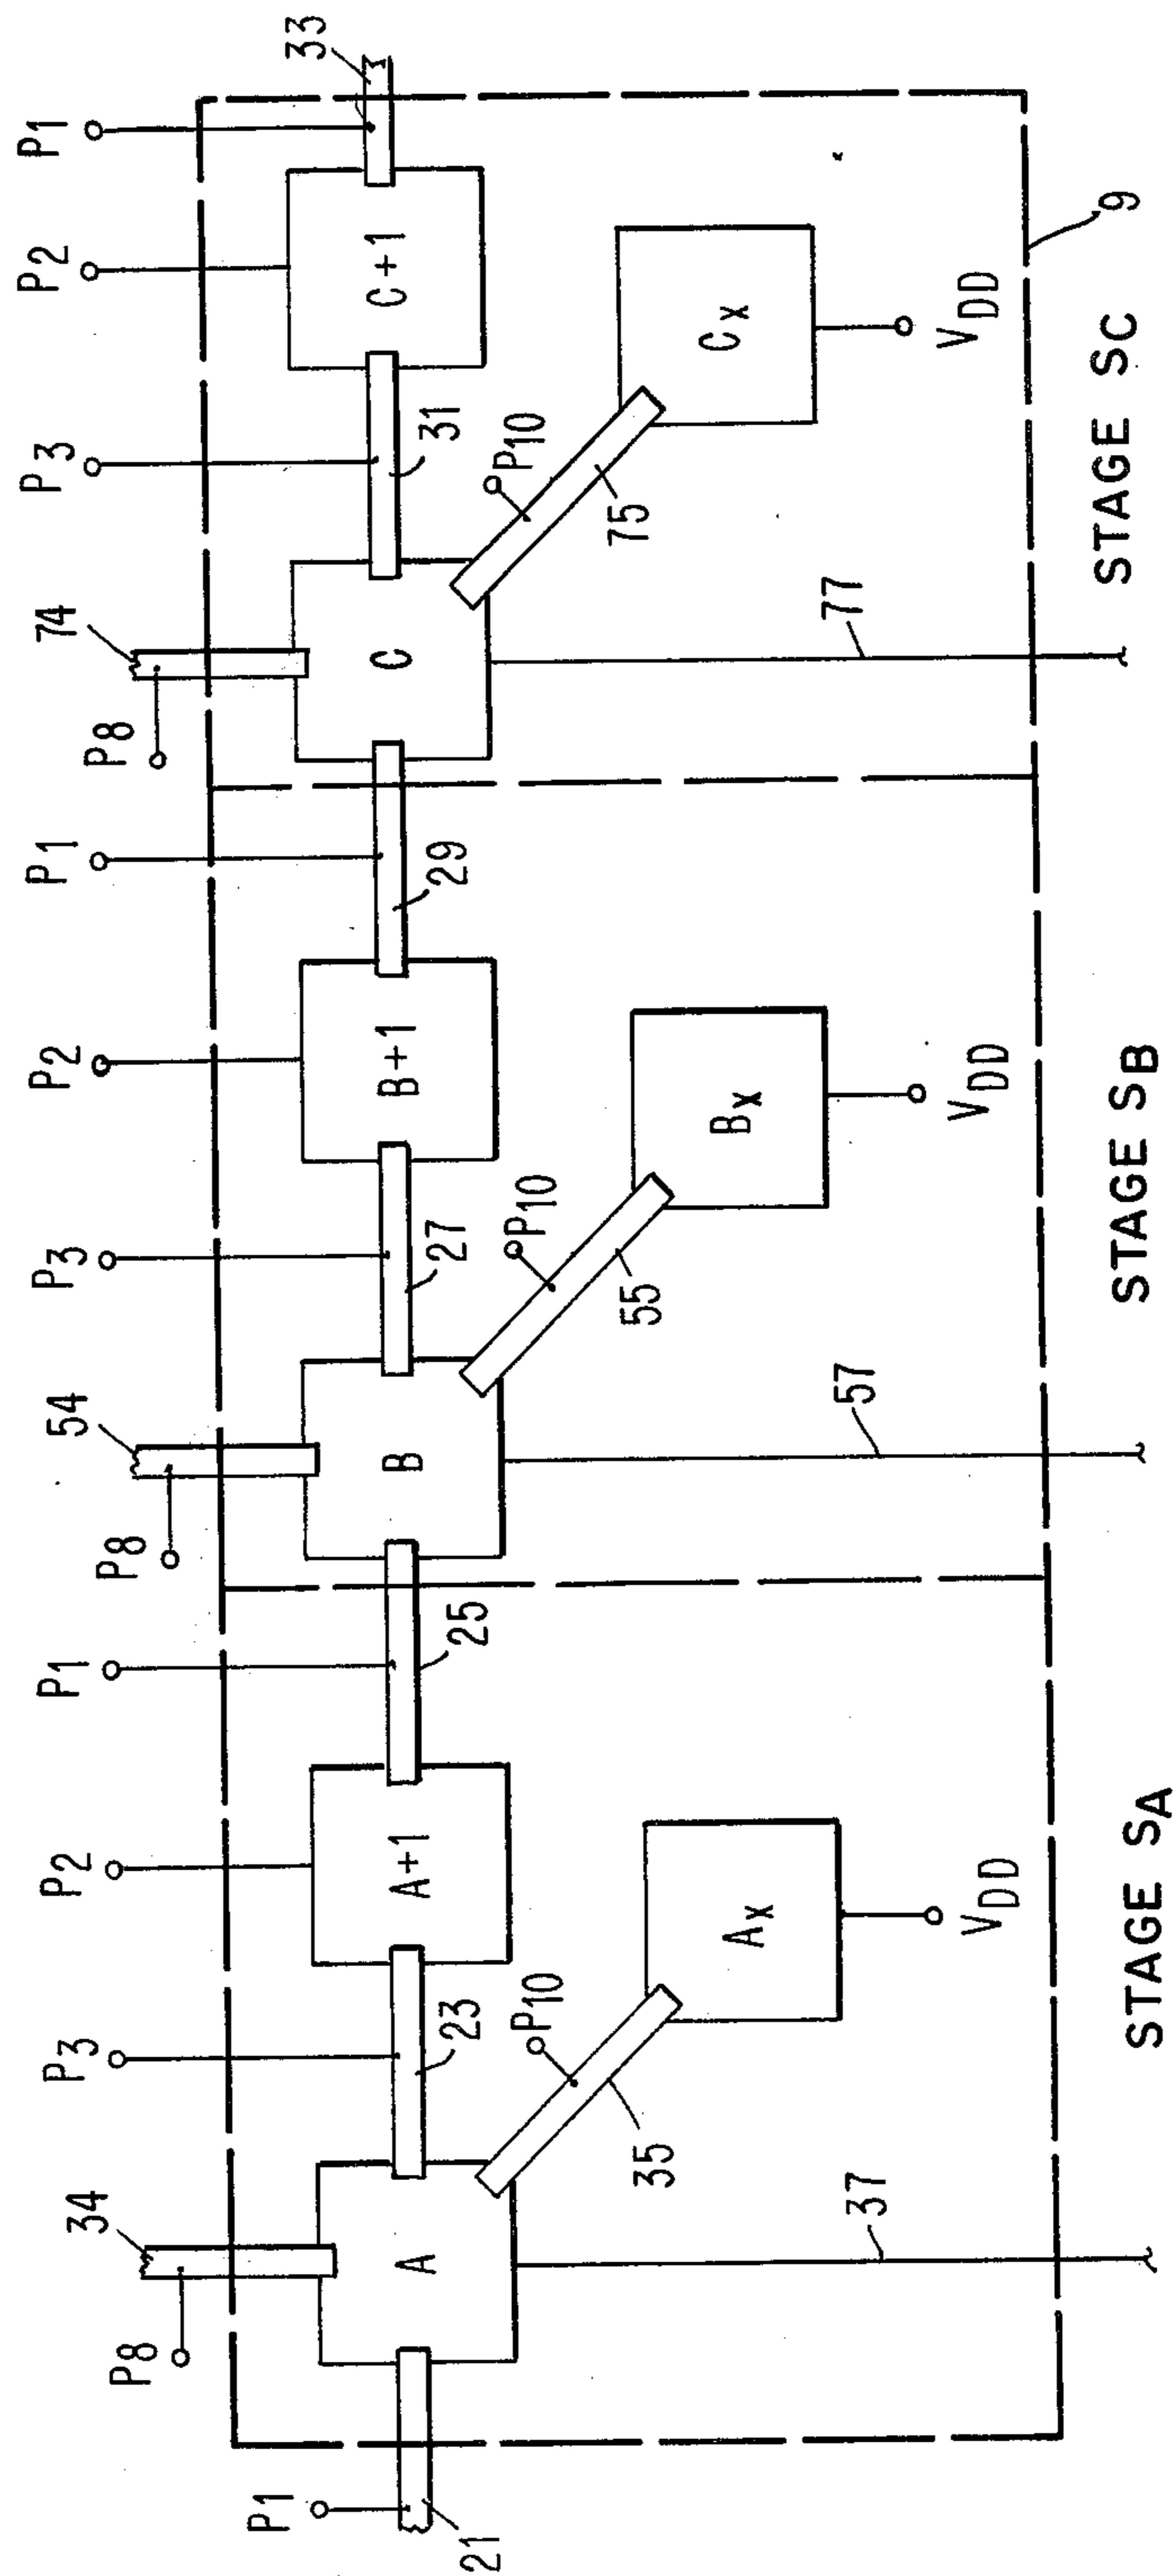 P1 P8 34 P3 P2 P1 P8 54 P3 P2 P1 P8 74 P3 P2 P1 33
21 A 23 A+1 25 B 27 B+1 29 C 31 C+1
35 P10 55 P10 75 P10
37 AX 57 BX 77 CX
VDD VDD VDD
9
STAGE SA STAGE SB STAGE SC